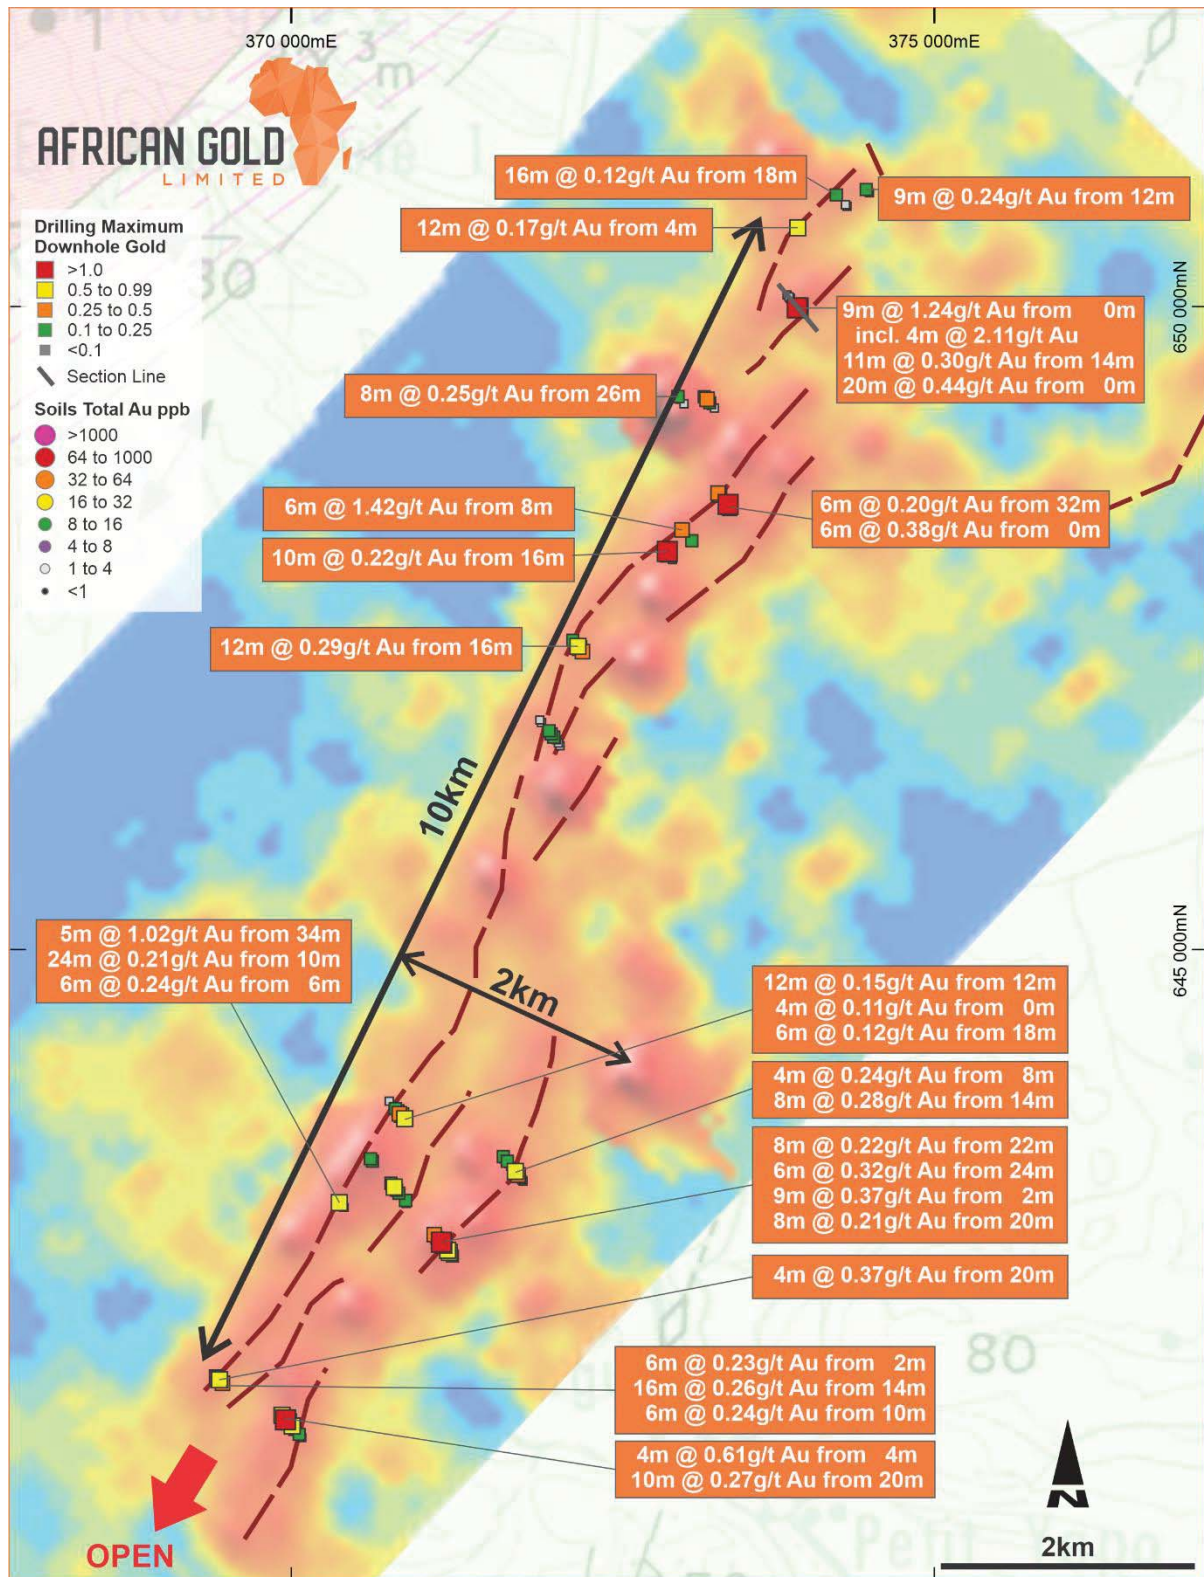 370 000mE
375 000mE
AFRICAN GOLD
LIMITED
Drilling Maximum
Downhole Gold
>1.0
0.5 to 0.99
0.25 to 0.5
0.1 to 0.25
<0.1
Section Line
Soils Total Au ppb
>1000
64 to 1000
32 to 64
16 to 32
8 to 16
4 to 8
1 to 4
<1
16m @ 0.12g/t Au from 18m
9m @ 0.24g/t Au from 12m
12m @ 0.17g/t Au from 4m
650 000mN
9m @ 1.24g/t Au from 0m
incl. 4m @ 2.11g/t Au
11m @ 0.30g/t Au from 14m
20m @ 0.44g/t Au from 0m
8m @ 0.25g/t Au from 26m
6m @ 1.42g/t Au from 8m
6m @ 0.20g/t Au from 32m
6m @ 0.38g/t Au from 0m
10m @ 0.22g/t Au from 16m
12m @ 0.29g/t Au from 16m
10km
645 000mN
5m @ 1.02g/t Au from 34m
24m @ 0.21g/t Au from 10m
6m @ 0.24g/t Au from 6m
2km
12m @ 0.15g/t Au from 12m
4m @ 0.11g/t Au from 0m
6m @ 0.12g/t Au from 18m
4m @ 0.24g/t Au from 8m
8m @ 0.28g/t Au from 14m
8m @ 0.22g/t Au from 22m
6m @ 0.32g/t Au from 24m
9m @ 0.37g/t Au from 2m
8m @ 0.21g/t Au from 20m
4m @ 0.37g/t Au from 20m
80
6m @ 0.23g/t Au from 2m
16m @ 0.26g/t Au from 14m
6m @ 0.24g/t Au from 10m
4m @ 0.61g/t Au from 4m
10m @ 0.27g/t Au from 20m
N
OPEN
Petit Yapo
2km